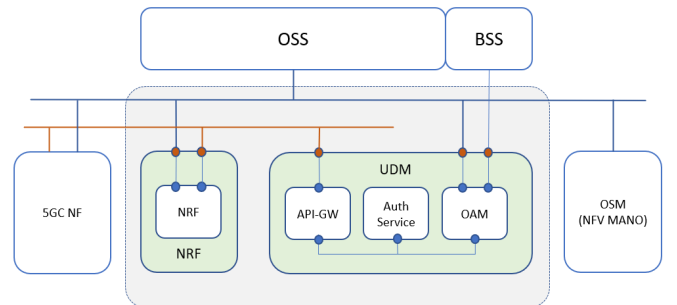 OSS
BSS
UDM
5GC NF
NRF
NRF
API-GW
Auth
Service
OAM
OSM
(NFV MANO)